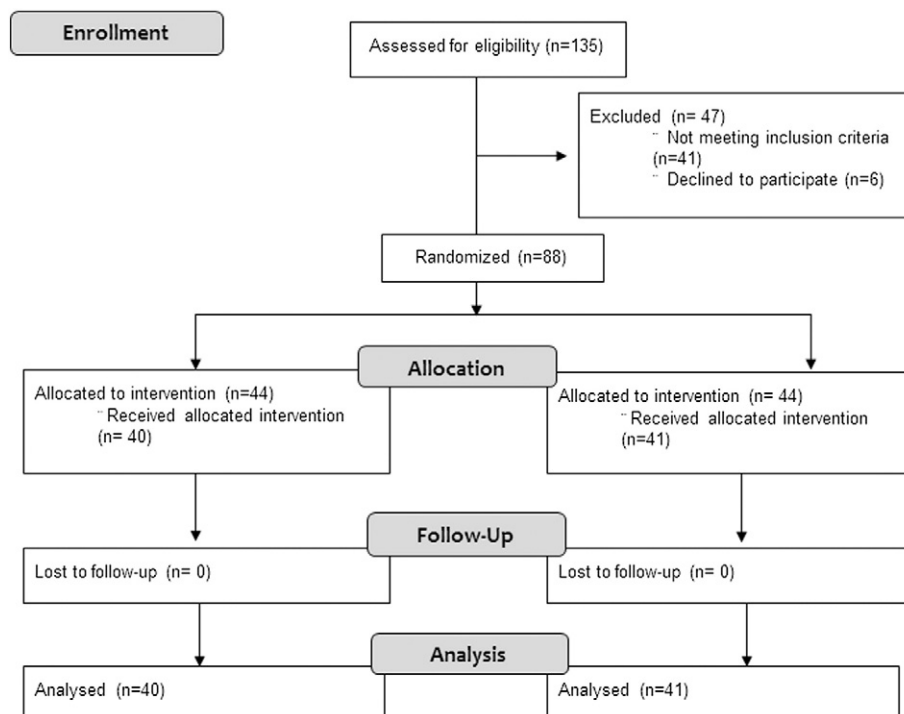 Enrollment
Assessed for eligibility (n=135)
Excluded (n= 47)
¨ Not meeting inclusion criteria
(n=41)
¨ Declined to participate (n=6)
Randomized (n=88)
Allocation
Allocated to intervention (n=44)
¨ Received allocated intervention
(n= 40)
Allocated to intervention (n= 44)
¨ Received allocated intervention
(n=41)
Follow-Up
Lost to follow-up (n= 0)
Lost to follow-up (n= 0)
Analysis
Analysed (n=40)
Analysed (n=41)